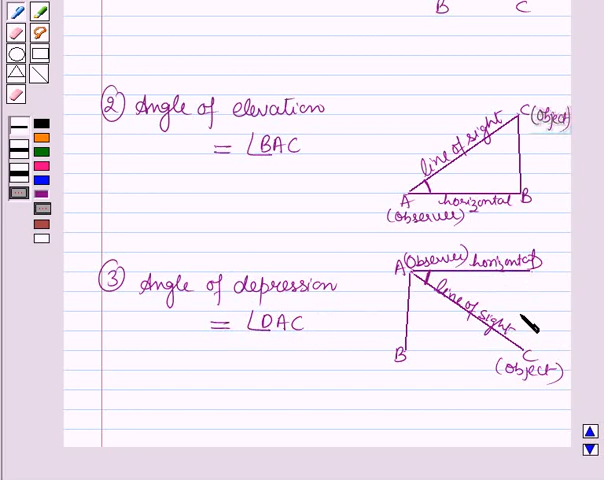 B C
② Angle of elevation
= ∠BAC
C (Object)
line of sight
A horizontal B
(Observer)
③ Angle of depression
= ∠DAC
A (Observer) horizontal D
line of sight
B
C
(Object)